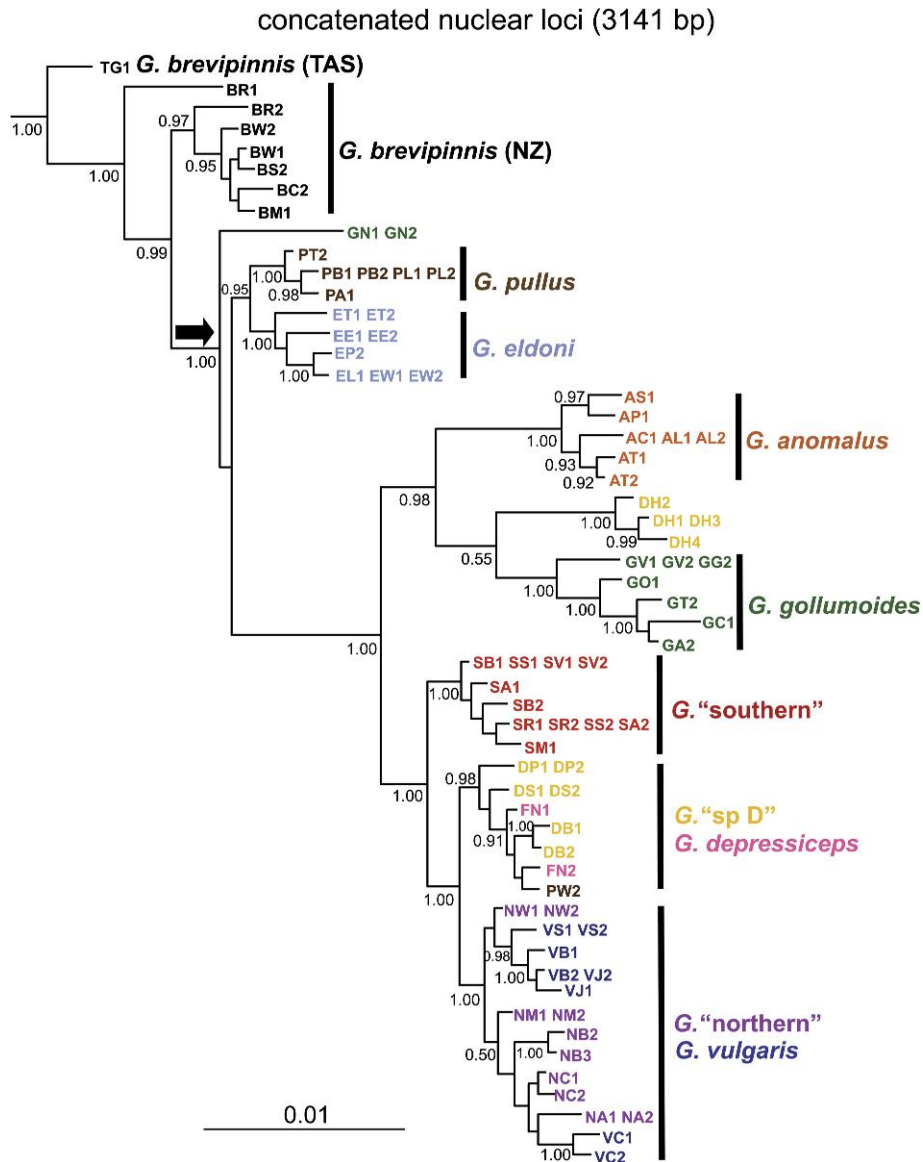 concatenated nuclear loci (3141 bp)
TG1 G. brevipinnis (TAS)
BR1
1.00
0.97
BR2
BW2
BW1
0.95
BS2
G. brevipinnis (NZ)
1.00
BC2
BM1
GN1 GN2
0.99
PT2
1.00
PB1 PB2 PL1 PL2
G. pullus
0.95
0.98
PA1
ET1 ET2
EE1 EE2
1.00
G. eldoni
EP2
1.00
1.00
EL1 EW1 EW2
0.97
AS1
AP1
1.00
AC1 AL1 AL2
G. anomalus
0.93
AT1
0.92
AT2
0.98
DH2
1.00
DH1 DH3
0.99
DH4
0.55
GV1 GV2 GG2
1.00
GO1
1.00
GT2
G. gollumoides
1.00
GC1
GA2
1.00
SB1 SS1 SV1 SV2
1.00
SA1
SB2
G. "southern"
SR1 SR2 SS2 SA2
SM1
DP1 DP2
0.98
1.00
DS1 DS2
FN1
G. "sp D"
1.00
DB1
0.91
G. depressiceps
DB2
FN2
PW2
1.00
NW1 NW2
VS1 VS2
0.98
VB1
1.00
VB2 VJ2
VJ1
1.00
NM1 NM2
G. "northern"
NB2
0.50
1.00
G. vulgaris
NB3
NC1
NC2
NA1 NA2
0.01
VC1
1.00
VC2